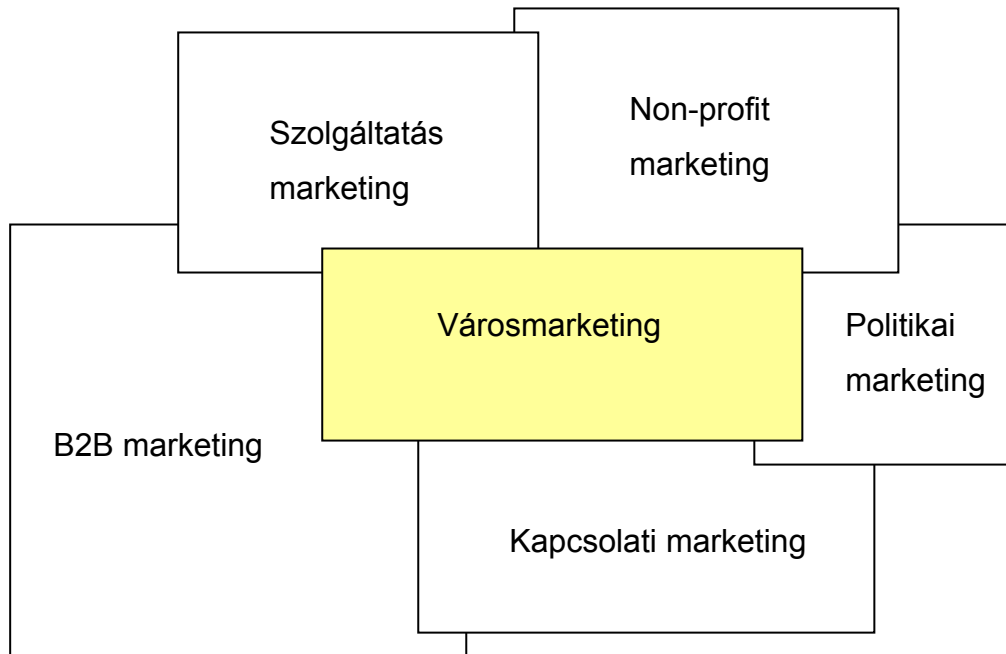 Szolgáltatás
marketing
Non-profit
marketing
Városmarketing
Politikai
marketing
B2B marketing
Kapcsolati marketing